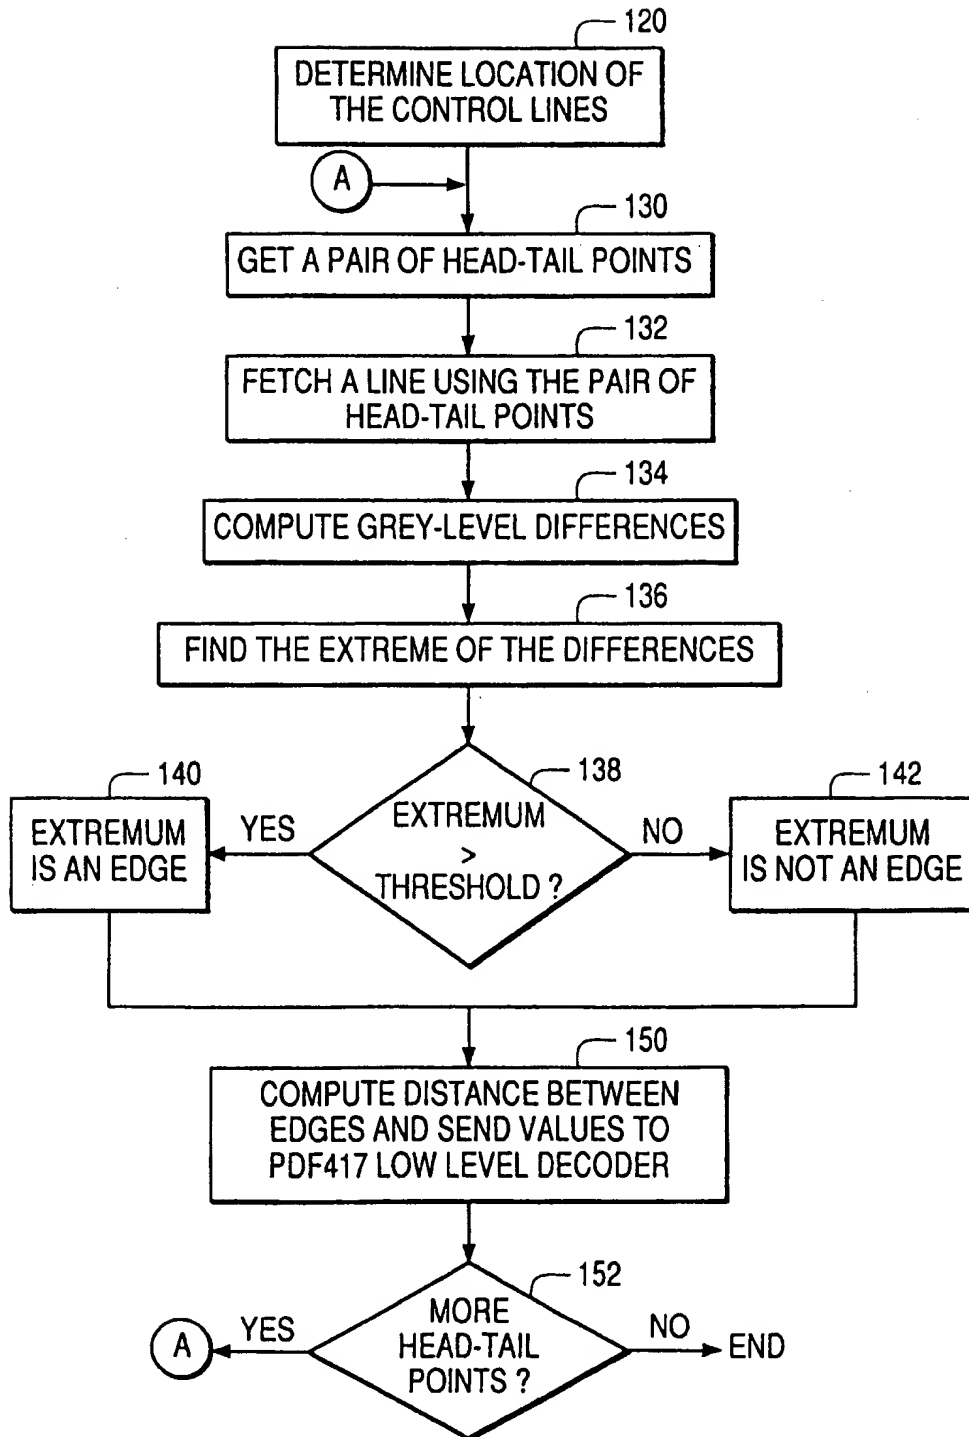 120
DETERMINE LOCATION OF
THE CONTROL LINES
A
130
GET A PAIR OF HEAD-TAIL POINTS
132
FETCH A LINE USING THE PAIR OF
HEAD-TAIL POINTS
134
COMPUTE GREY-LEVEL DIFFERENCES
136
FIND THE EXTREME OF THE DIFFERENCES
140
138
142
EXTREMUM
IS AN EDGE
YES
EXTREMUM
>
THRESHOLD ?
NO
EXTREMUM
IS NOT AN EDGE
150
COMPUTE DISTANCE BETWEEN
EDGES AND SEND VALUES TO
PDF417 LOW LEVEL DECODER
152
A
YES
MORE
HEAD-TAIL
POINTS ?
NO
END